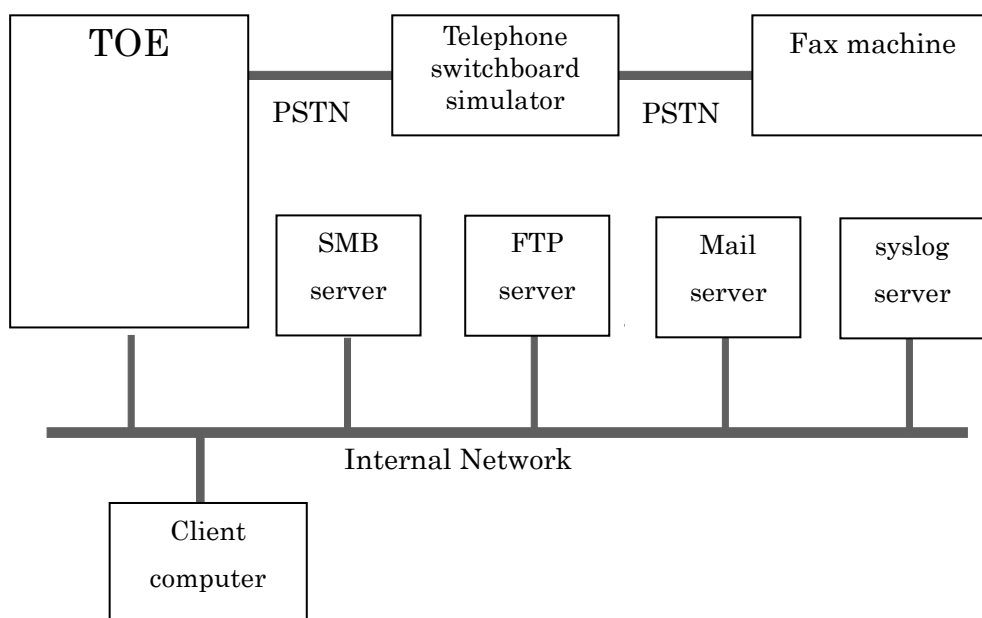 TOE
PSTN
Telephone
switchboard
simulator
PSTN
Fax machine
SMB
server
FTP
server
Mail
server
syslog
server
Internal Network
Client
computer